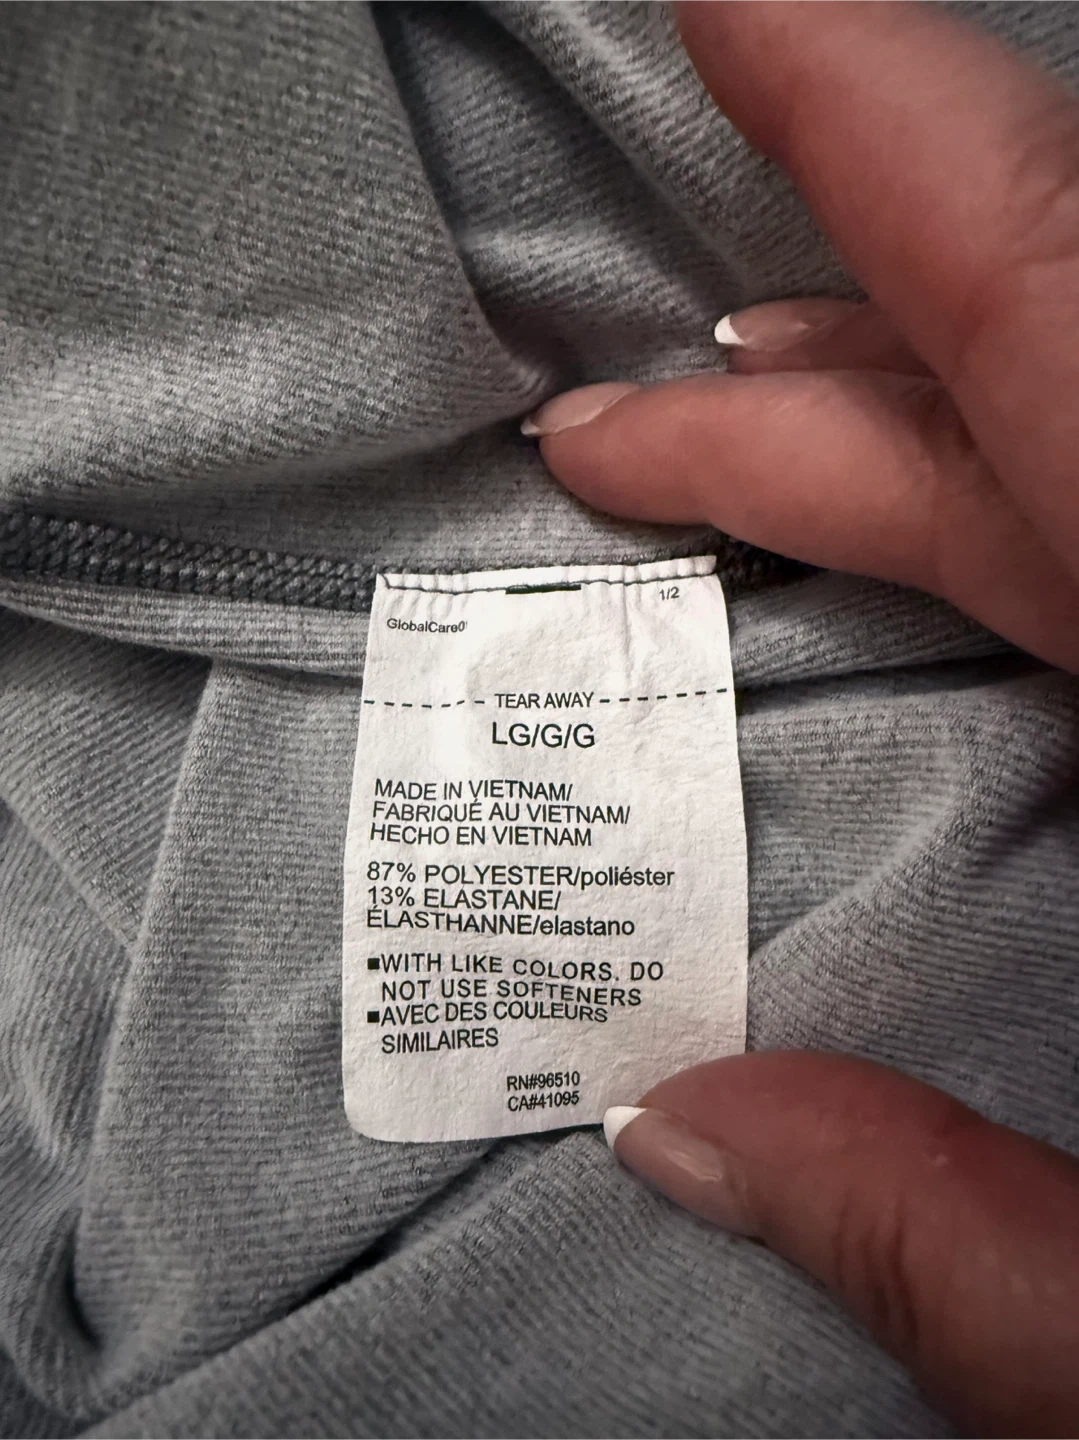 1/2
GlobalCare
- - - - - - - TEAR AWAY - - - - - - -
LG/G/G
MADE IN VIETNAM/
FABRIQUÉ AU VIETNAM/
HECHO EN VIETNAM
87% POLYESTER/poliéster
13% ELASTANE/
ÉLASTHANNE/elastano
■WITH LIKE COLORS. DO
NOT USE SOFTENERS
■AVEC DES COULEURS
SIMILAIRES
RN#96510
CA#41095